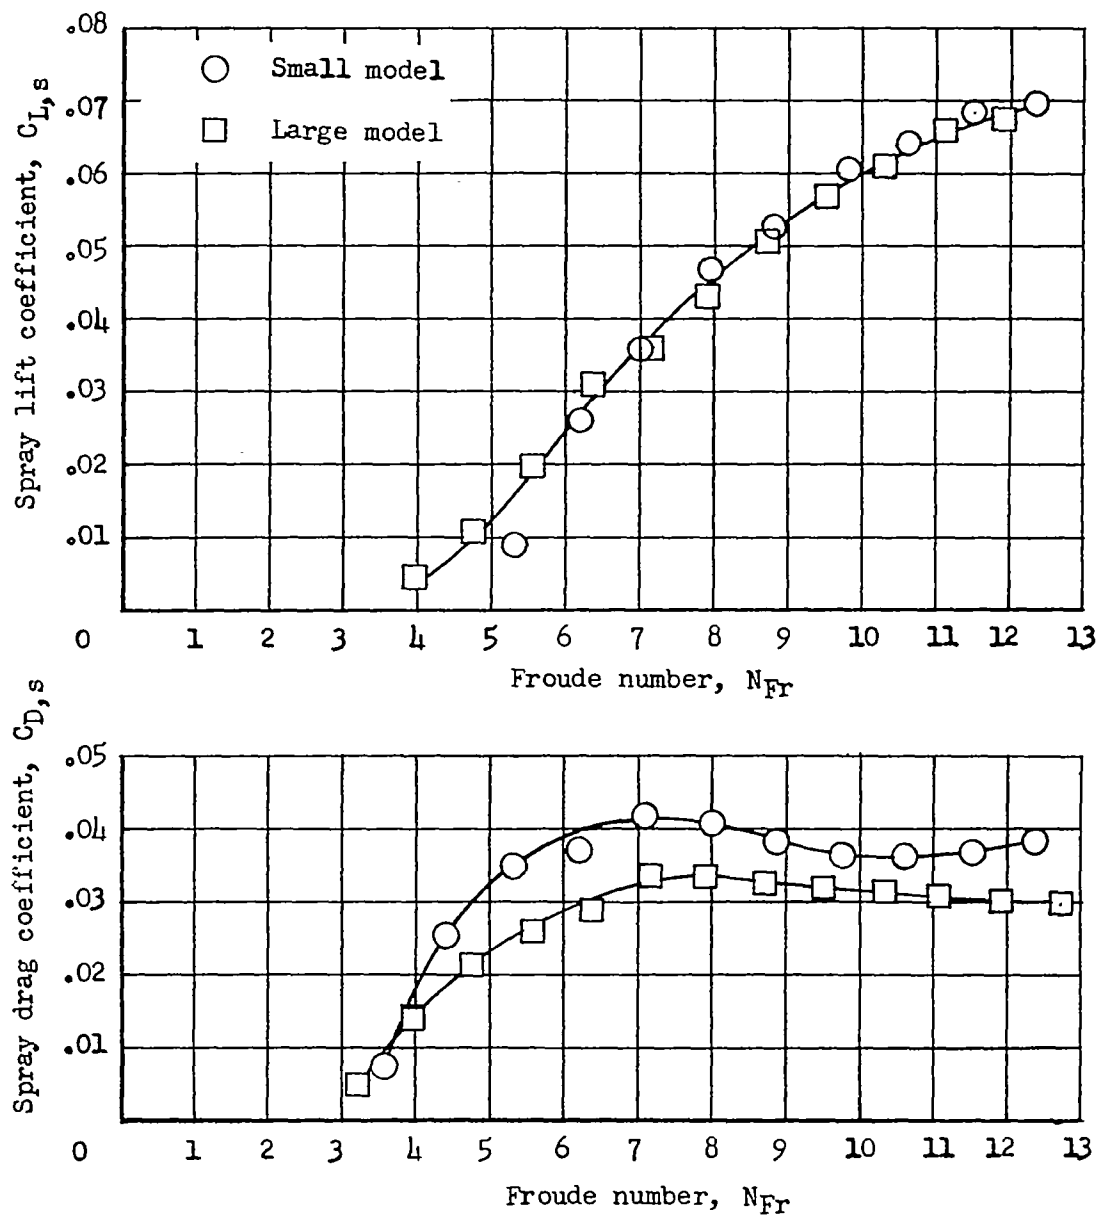 Spray lift coefficient, C_L,s
.08
.07
.06
.05
.04
.03
.02
.01
Small model
Large model
0 1 2 3 4 5 6 7 8 9 10 11 12 13
Froude number, N_Fr
Spray drag coefficient, C_D,s
.05
.04
.03
.02
.01
0 1 2 3 4 5 6 7 8 9 10 11 12 13
Froude number, N_Fr